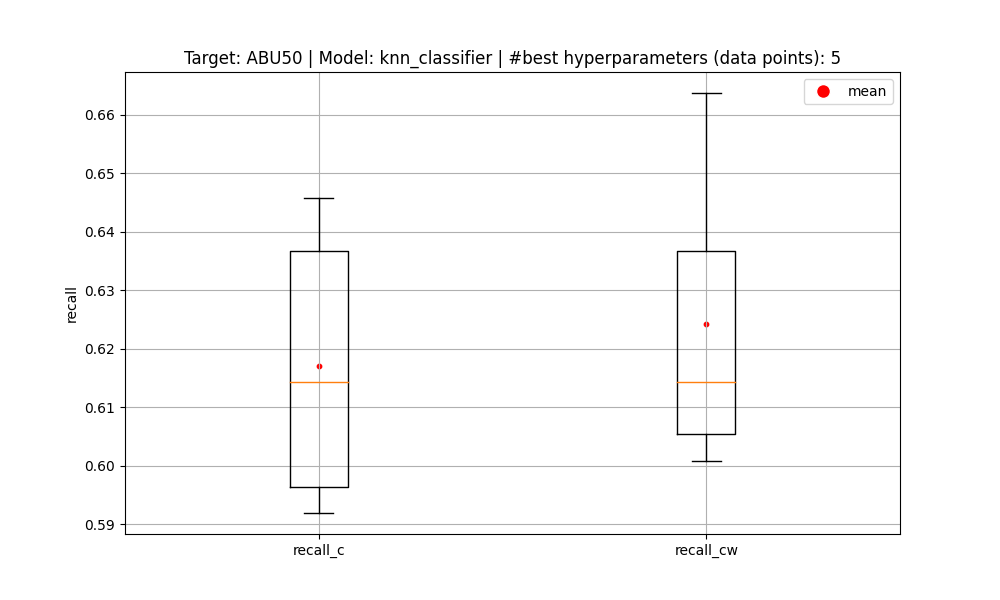 Target: ABU50 | Model: knn_classifier | #best hyperparameters (data points): 5
mean
0.66
0.65
0.64
0.63
0.62
0.61
0.60
0.59
recall
recall_c
recall_cw